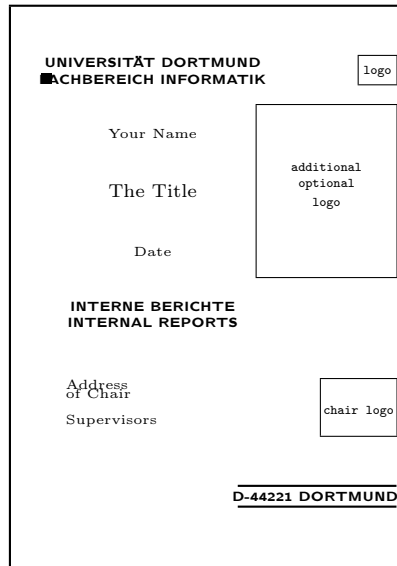 UNIVERSITÄT DORTMUND
FACHBEREICH INFORMATIK
logo
Your Name
The Title
Date
additional
optional
logo
INTERNE BERICHTE
INTERNAL REPORTS
Address
of Chair
Supervisors
chair logo
D-44221 DORTMUND